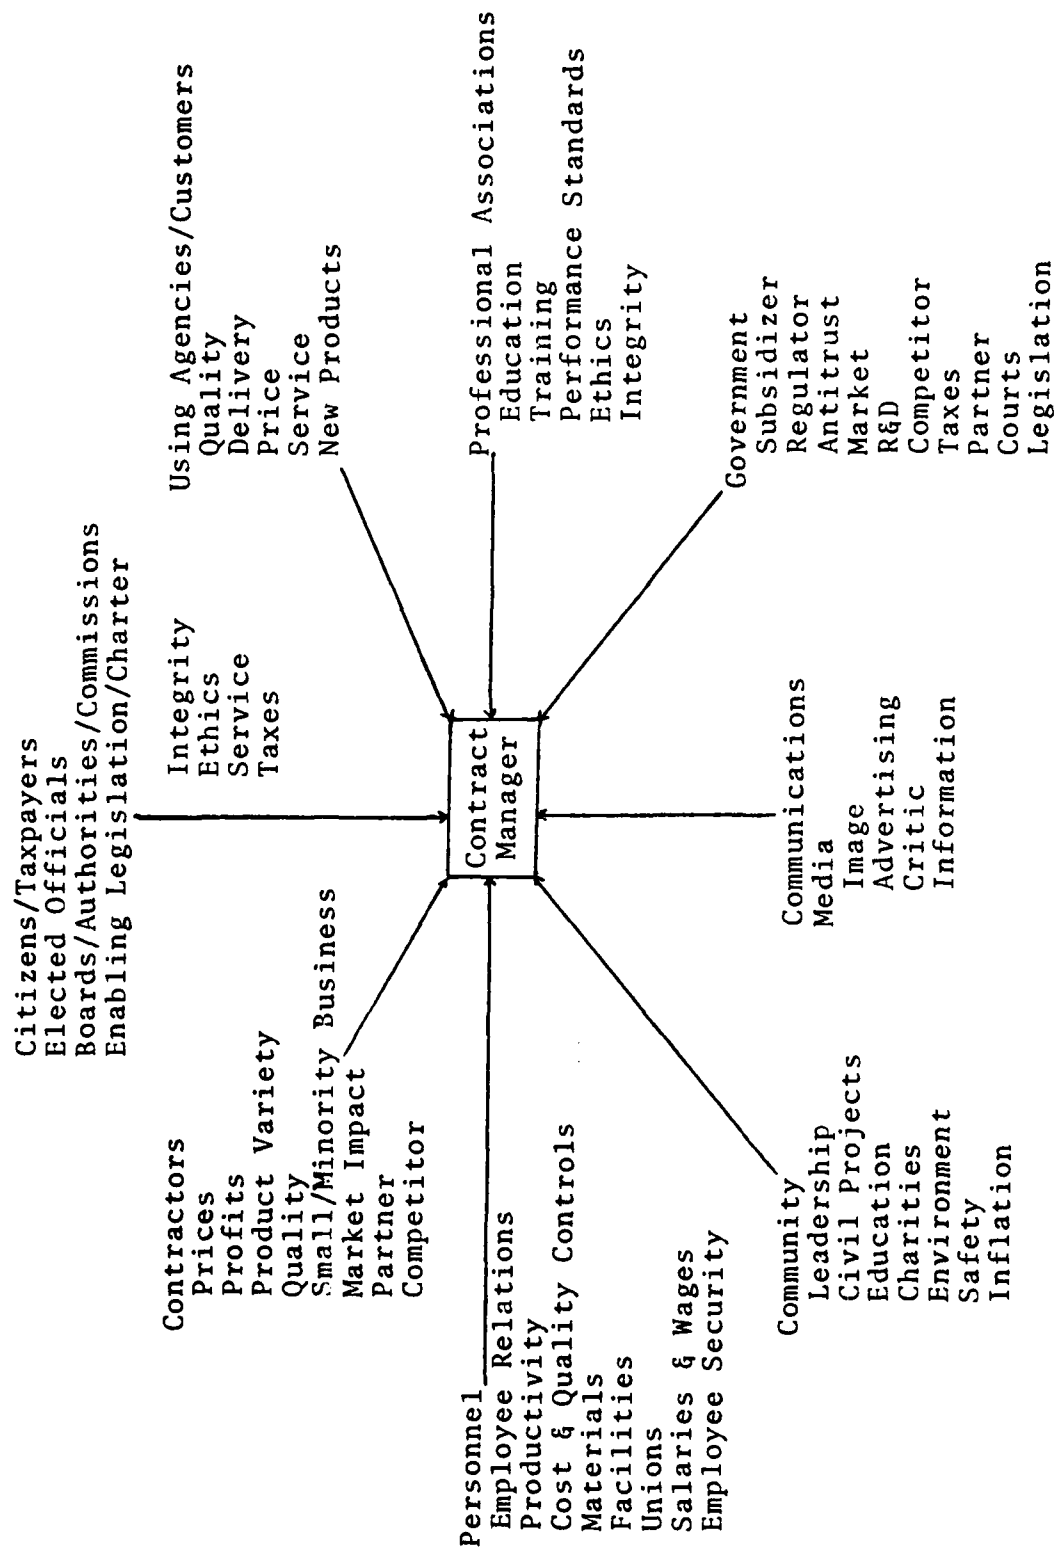 Citizens/Taxpayers
Elected Officials
Boards/Authorities/Commissions
Enabling Legislation/Charter
Integrity
Ethics
Service
Taxes
Contractors
Prices
Profits
Product Variety
Quality
Small/Minority Business
Market Impact
Partner
Competitor
Using Agencies/Customers
Quality
Delivery
Price
Service
New Products
Personnel
Employee Relations
Productivity
Cost & Quality Controls
Materials
Facilities
Unions
Salaries & Wages
Employee Security
Contract
Manager
Professional Associations
Education
Training
Performance Standards
Ethics
Integrity
Community
Leadership
Civil Projects
Education
Charities
Environment
Safety
Inflation
Communications
Media
Image
Advertising
Critic
Information
Government
Subsidizer
Regulator
Antitrust
Market
R&D
Competitor
Taxes
Partner
Courts
Legislation